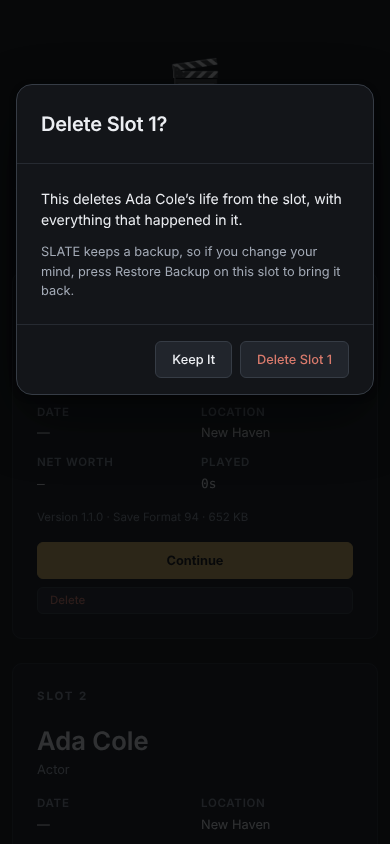 Delete Slot 1?
This deletes Ada Cole’s life from the slot, with
everything that happened in it.
SLATE keeps a backup, so if you change your
mind, press Restore Backup on this slot to bring it
back.
Keep It
Delete Slot 1
DATE
LOCATION
—
New Haven
NET WORTH
PLAYED
—
0s
Version 1.1.0 · Save Format 94 · 652 KB
Continue
Delete
SLOT 2
Ada Cole
Actor
DATE
LOCATION
—
New Haven